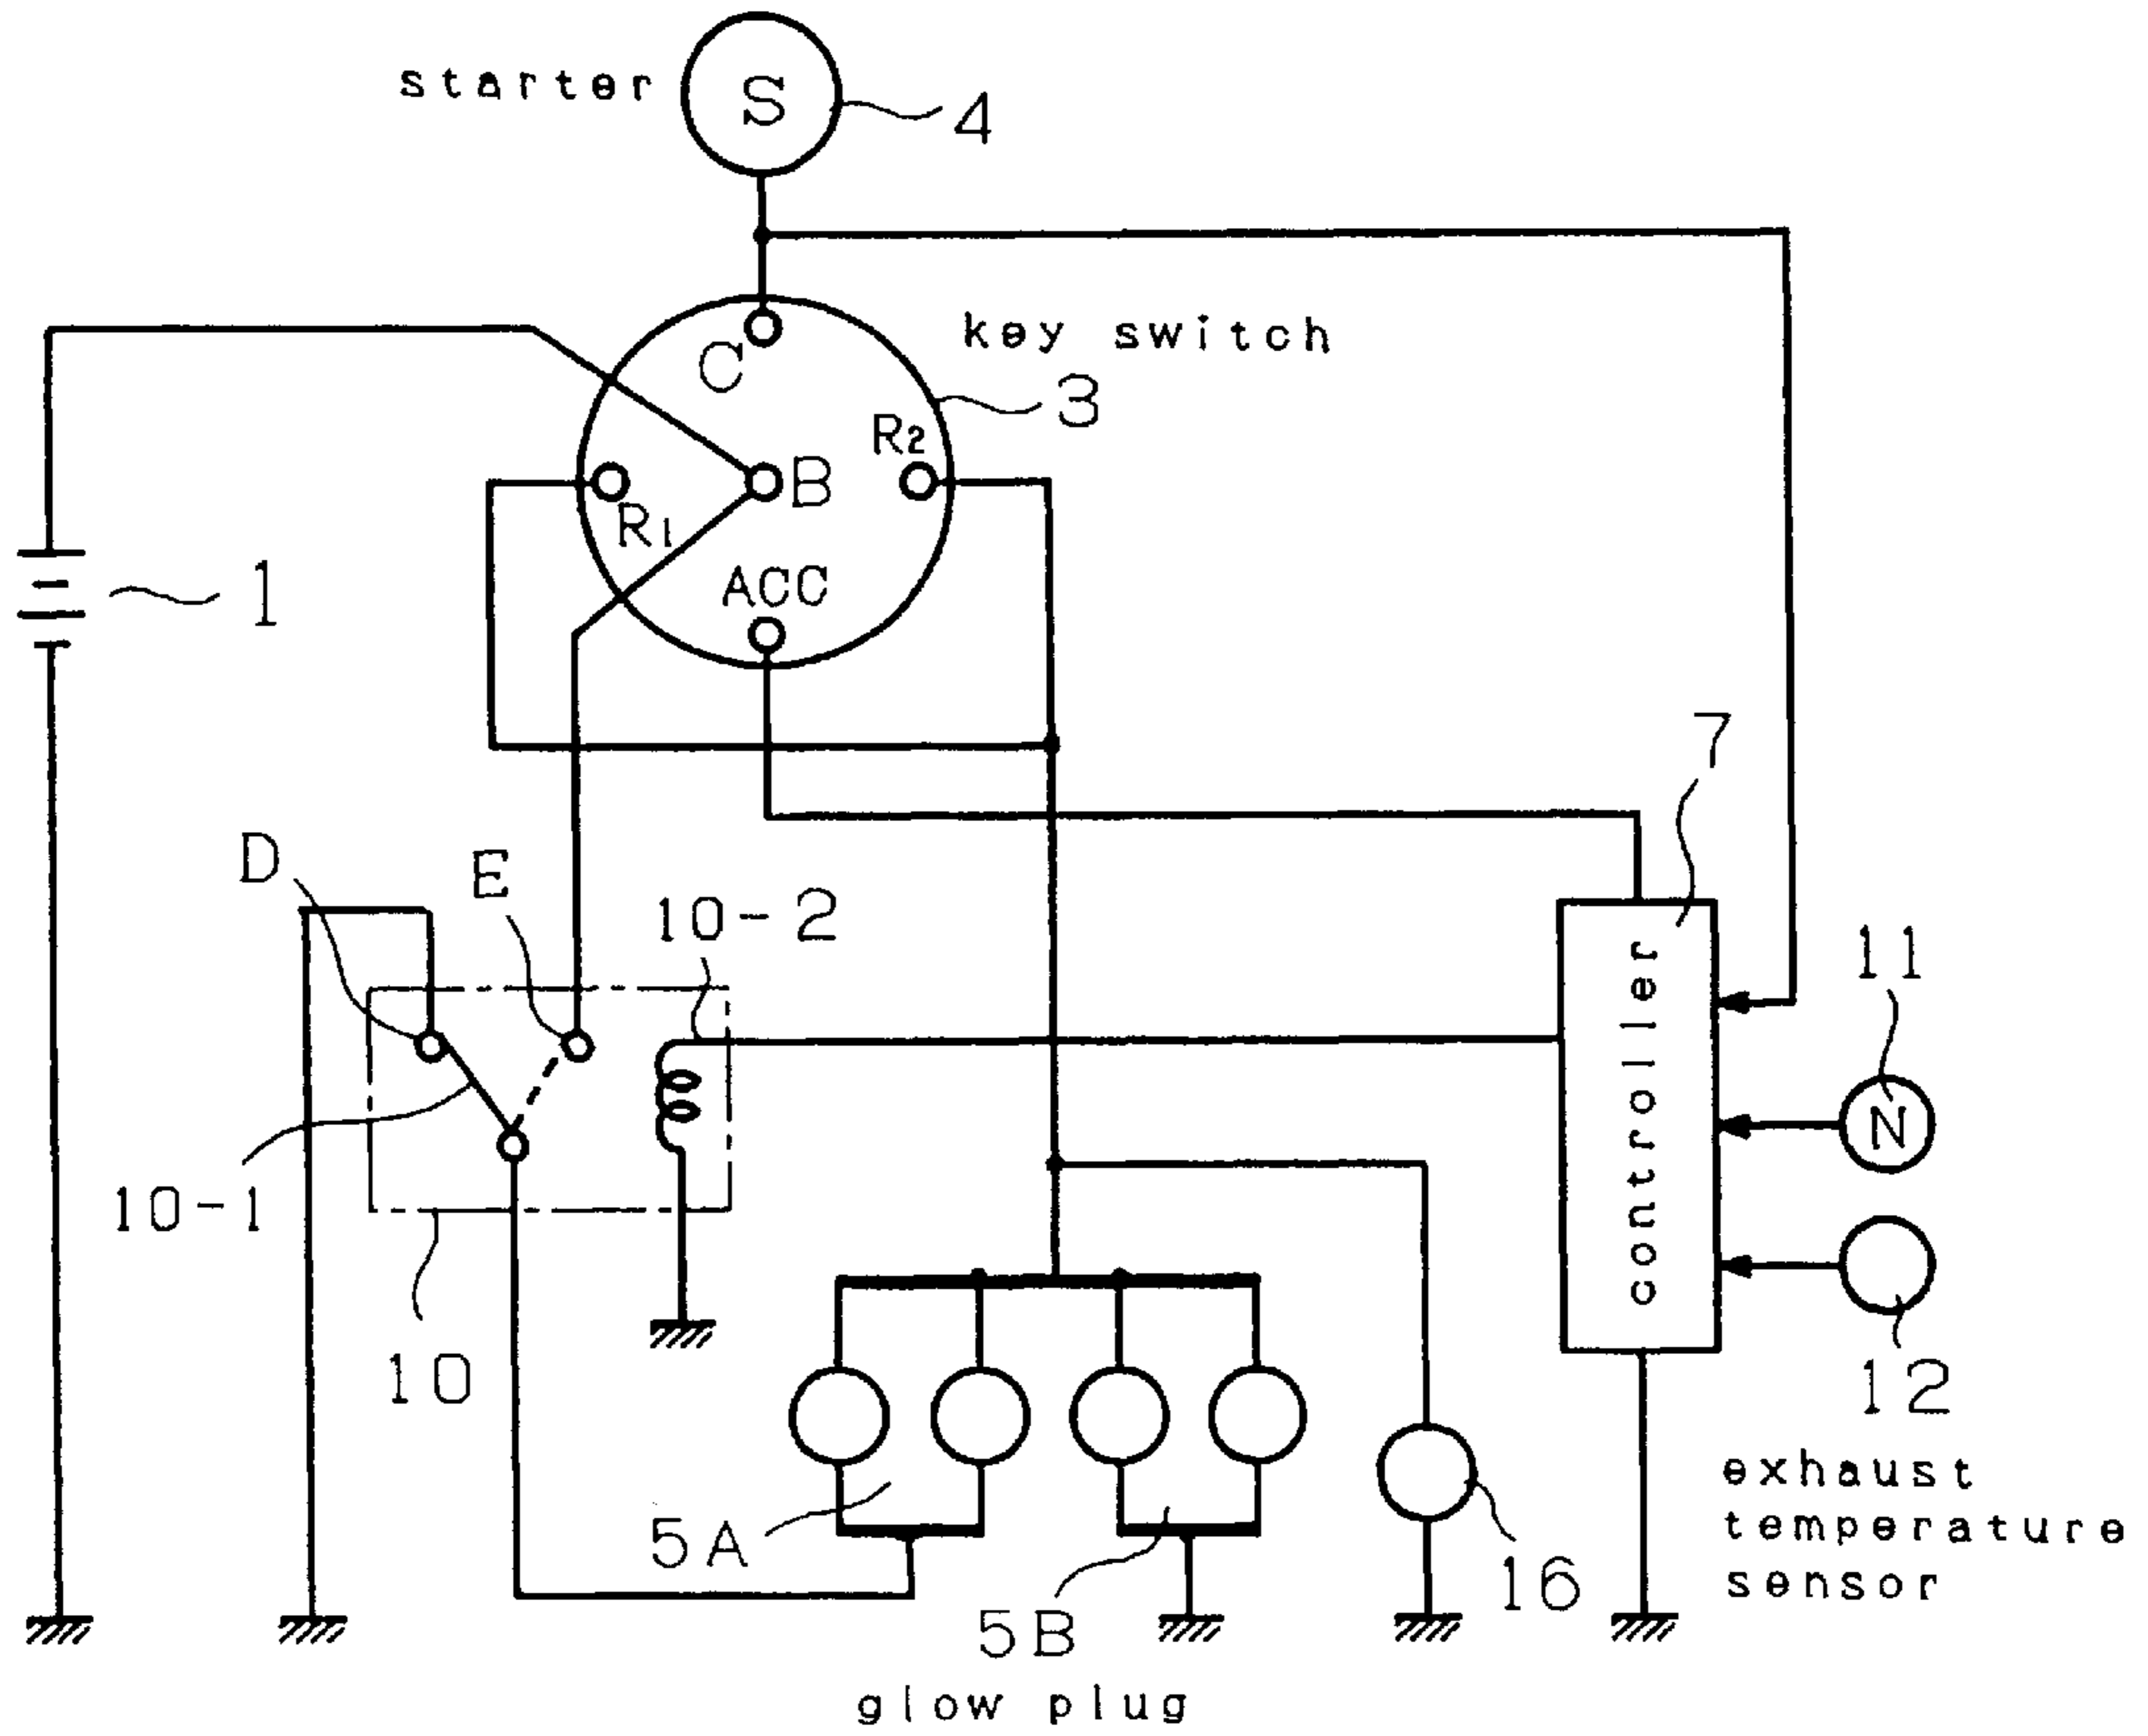 starter
S
4
key switch
C
3
R2
B
R1
ACC
1
7
D
E
10-2
controller
11
N
10-1
10
12
exhaust
temperature
sensor
5A
5B
16
glow plug